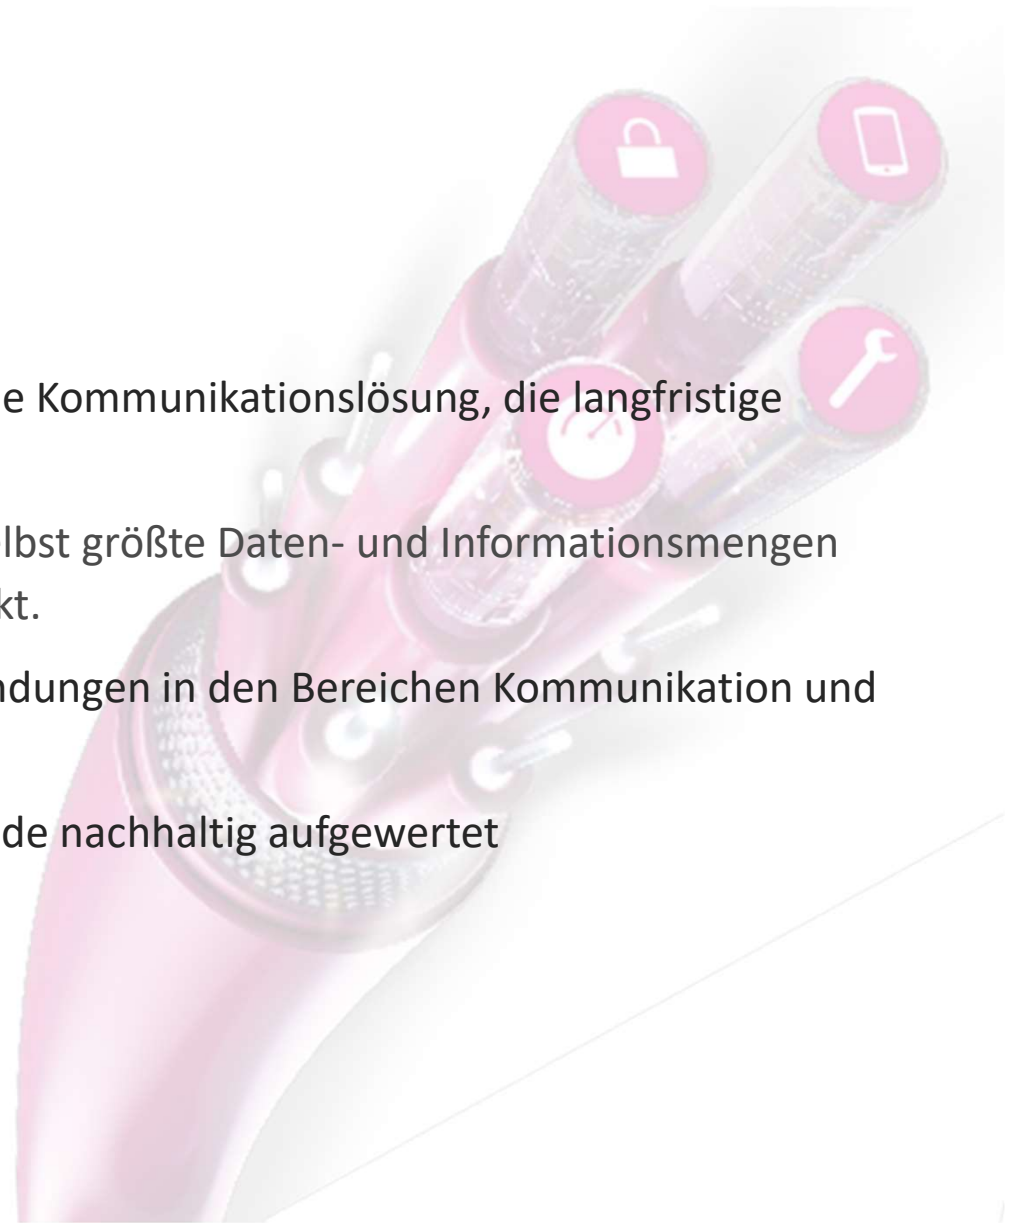 e Kommunikationslösung, die langfristige
lbst größte Daten- und Informationsmengen
kt.
ndungen in den Bereichen Kommunikation und
de nachhaltig aufgewertet